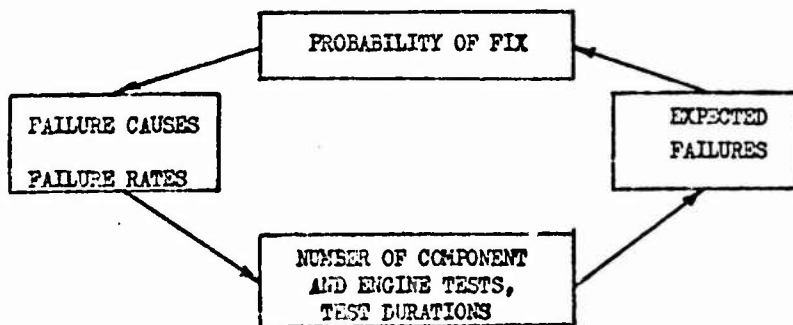 PROBABILITY OF FIX
FAILURE CAUSES
FAILURE RATES
EXPECTED
FAILURES
NUMBER OF COMPONENT
AND ENGINE TESTS,
TEST DURATIONS